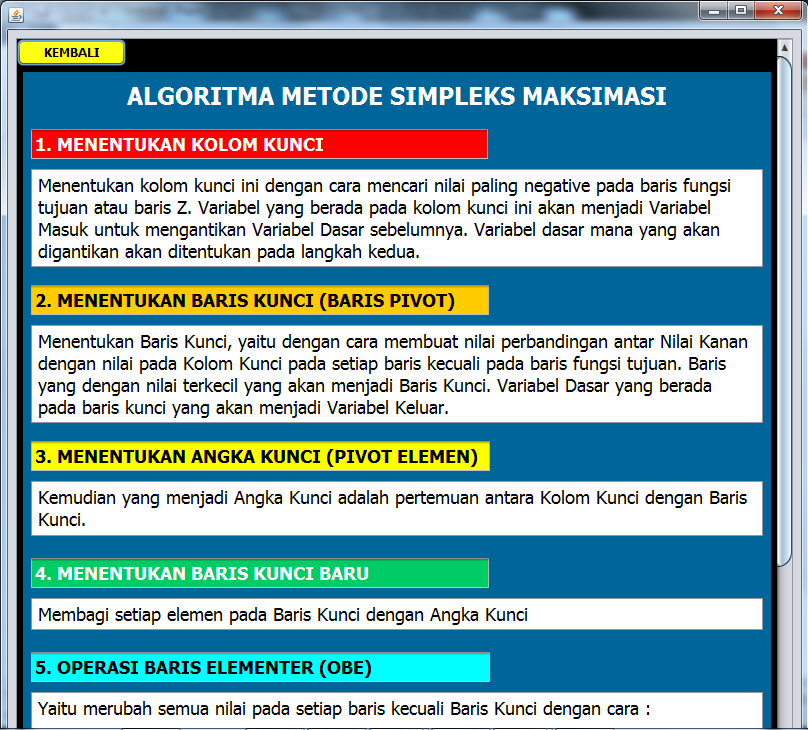 KEMBALI
ALGORITMA METODE SIMPLEKS MAKSIMASI
1. MENENTUKAN KOLOM KUNCI
Menentukan kolom kunci ini dengan cara mencari nilai paling negative pada baris fungsi
tujuan atau baris Z. Variabel yang berada pada kolom kunci ini akan menjadi Variabel
Masuk untuk mengantikan Variabel Dasar sebelumnya. Variabel dasar mana yang akan
digantikan akan ditentukan pada langkah kedua.
2. MENENTUKAN BARIS KUNCI (BARIS PIVOT)
Menentukan Baris Kunci, yaitu dengan cara membuat nilai perbandingan antar Nilai Kanan
dengan nilai pada Kolom Kunci pada setiap baris kecuali pada baris fungsi tujuan. Baris
yang dengan nilai terkecil yang akan menjadi Baris Kunci. Variabel Dasar yang berada
pada baris kunci yang akan menjadi Variabel Keluar.
3. MENENTUKAN ANGKA KUNCI (PIVOT ELEMEN)
Kemudian yang menjadi Angka Kunci adalah pertemuan antara Kolom Kunci dengan Baris
Kunci.
4. MENENTUKAN BARIS KUNCI BARU
Membagi setiap elemen pada Baris Kunci dengan Angka Kunci
5. OPERASI BARIS ELEMENTER (OBE)
Yaitu merubah semua nilai pada setiap baris kecuali Baris Kunci dengan cara :